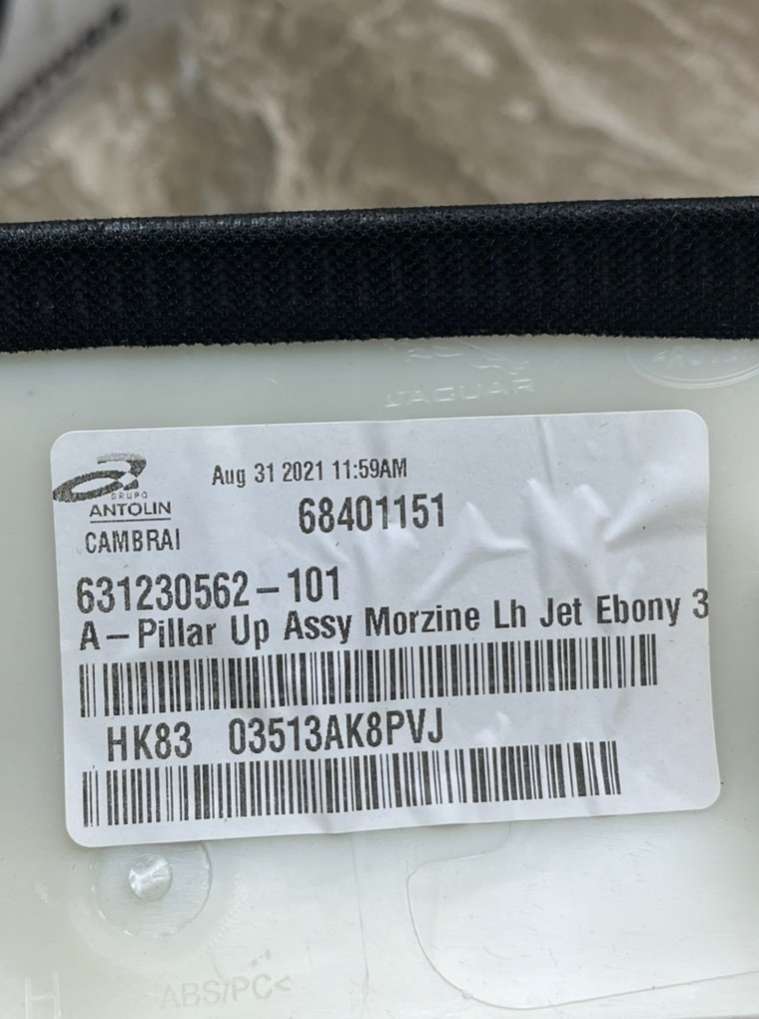 JAGUAR
GRUPO
ANTOLIN
CAMBRAI
Aug 31 2021 11:59AM
68401151
631230562-101
A-Pillar Up Assy Morzine Lh Jet Ebony 3
HK83 03513AK8PVJ
ABS/PC<
H